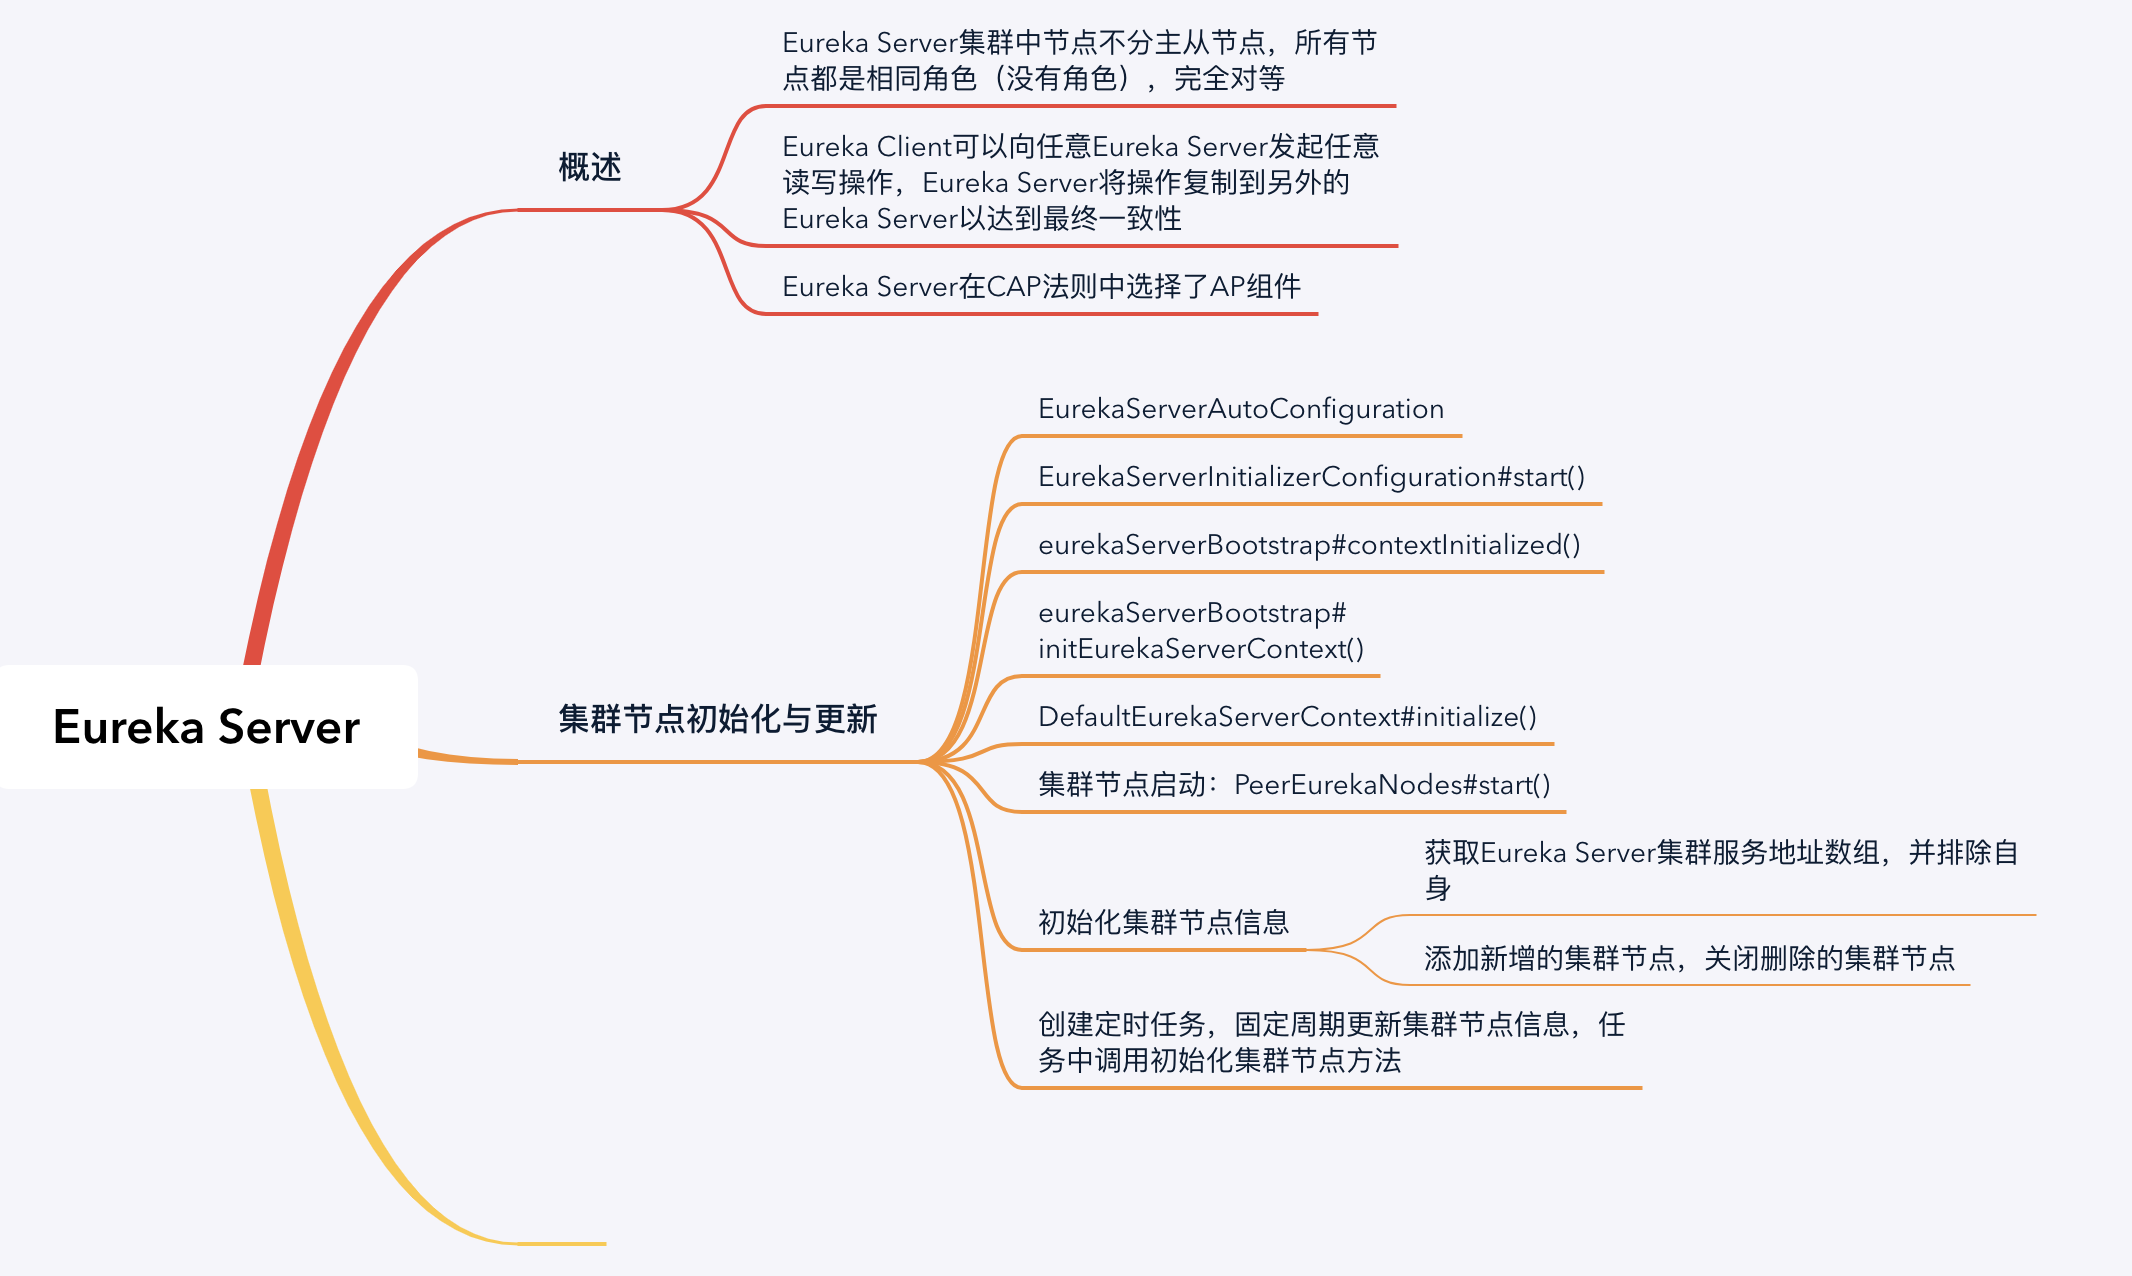 Eureka Server集群中节点不分主从节点，所有节
点都是相同角色（没有角色），完全对等
概述
Eureka Client可以向任意Eureka Server发起任意
读写操作，Eureka Server将操作复制到另外的
Eureka Server以达到最终一致性
Eureka Server在CAP法则中选择了AP组件
Eureka Server
集群节点初始化与更新
EurekaServerAutoConfiguration
EurekaServerInitializerConfiguration#start()
eurekaServerBootstrap#contextInitialized()
eurekaServerBootstrap#
initEurekaServerContext()
DefaultEurekaServerContext#initialize()
集群节点启动：PeerEurekaNodes#start()
初始化集群节点信息
获取Eureka Server集群服务地址数组，并排除自
身
添加新增的集群节点，关闭删除的集群节点
创建定时任务，固定周期更新集群节点信息，任
务中调用初始化集群节点方法